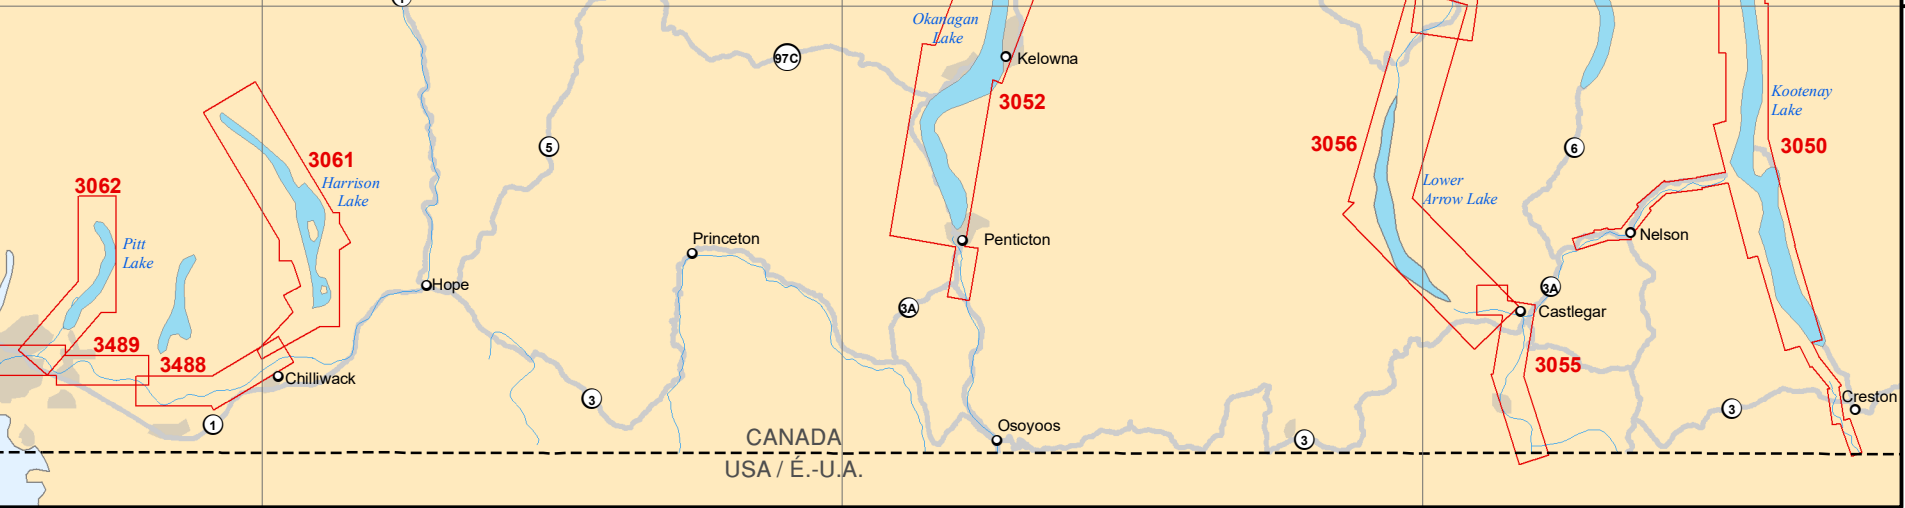 1
Okanagan
Lake
97C
Kelowna
3052
Kootenay
Lake
5
3056
6
3050
3061
Harrison
Lake
3062
Lower
Arrow Lake
Pitt
Lake
Princeton
Penticton
Nelson
Hope
3A
3A
Castlegar
3489
3488
3055
Chilliwack
3
1
3
3
Creston
Osoyoos
CANADA
USA / É.-U.A.